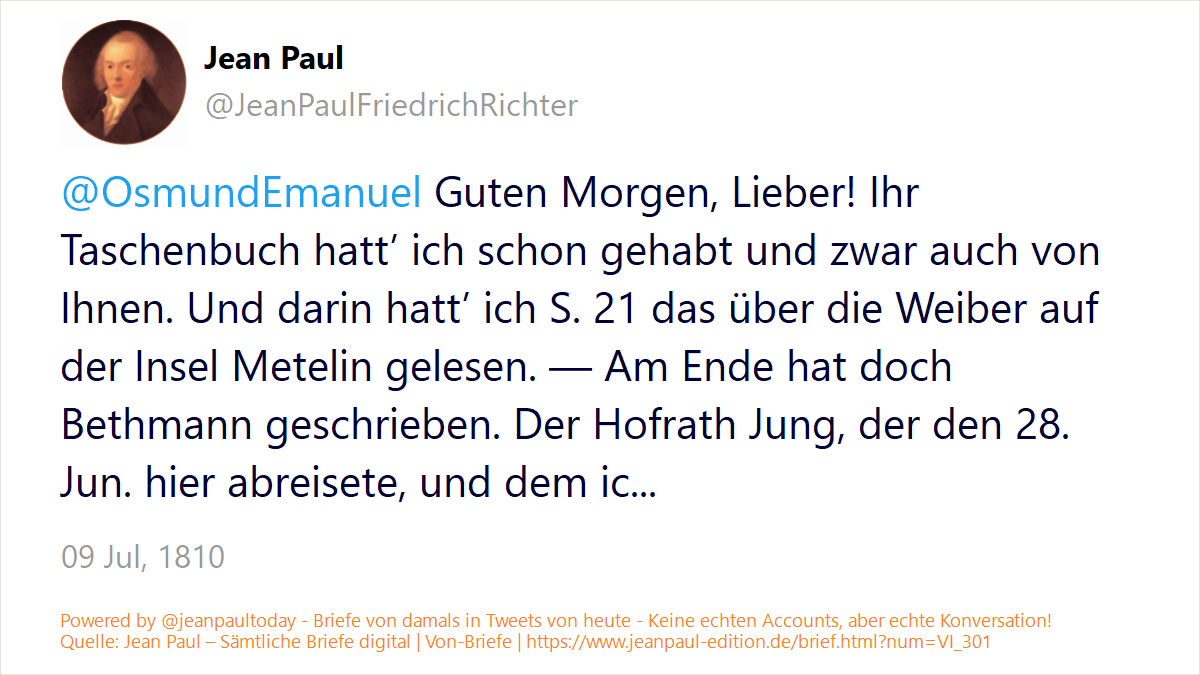 Jean Paul
@JeanPaulFriedrichRichter
@OsmundEmanuel Guten Morgen, Lieber! Ihr
Taschenbuch hatt’ ich schon gehabt und zwar auch von
Ihnen. Und darin hatt’ ich S. 21 das über die Weiber auf
der Insel Metelin gelesen. — Am Ende hat doch
Bethmann geschrieben. Der Hofrath Jung, der den 28.
Jun. hier abreisete, und dem ic...
09 Jul, 1810
Powered by @jeanpaultoday - Briefe von damals in Tweets von heute - Keine echten Accounts, aber echte Konversation!
Quelle: Jean Paul – Sämtliche Briefe digital | Von-Briefe | https://www.jeanpaul-edition.de/brief.html?num=VI_301